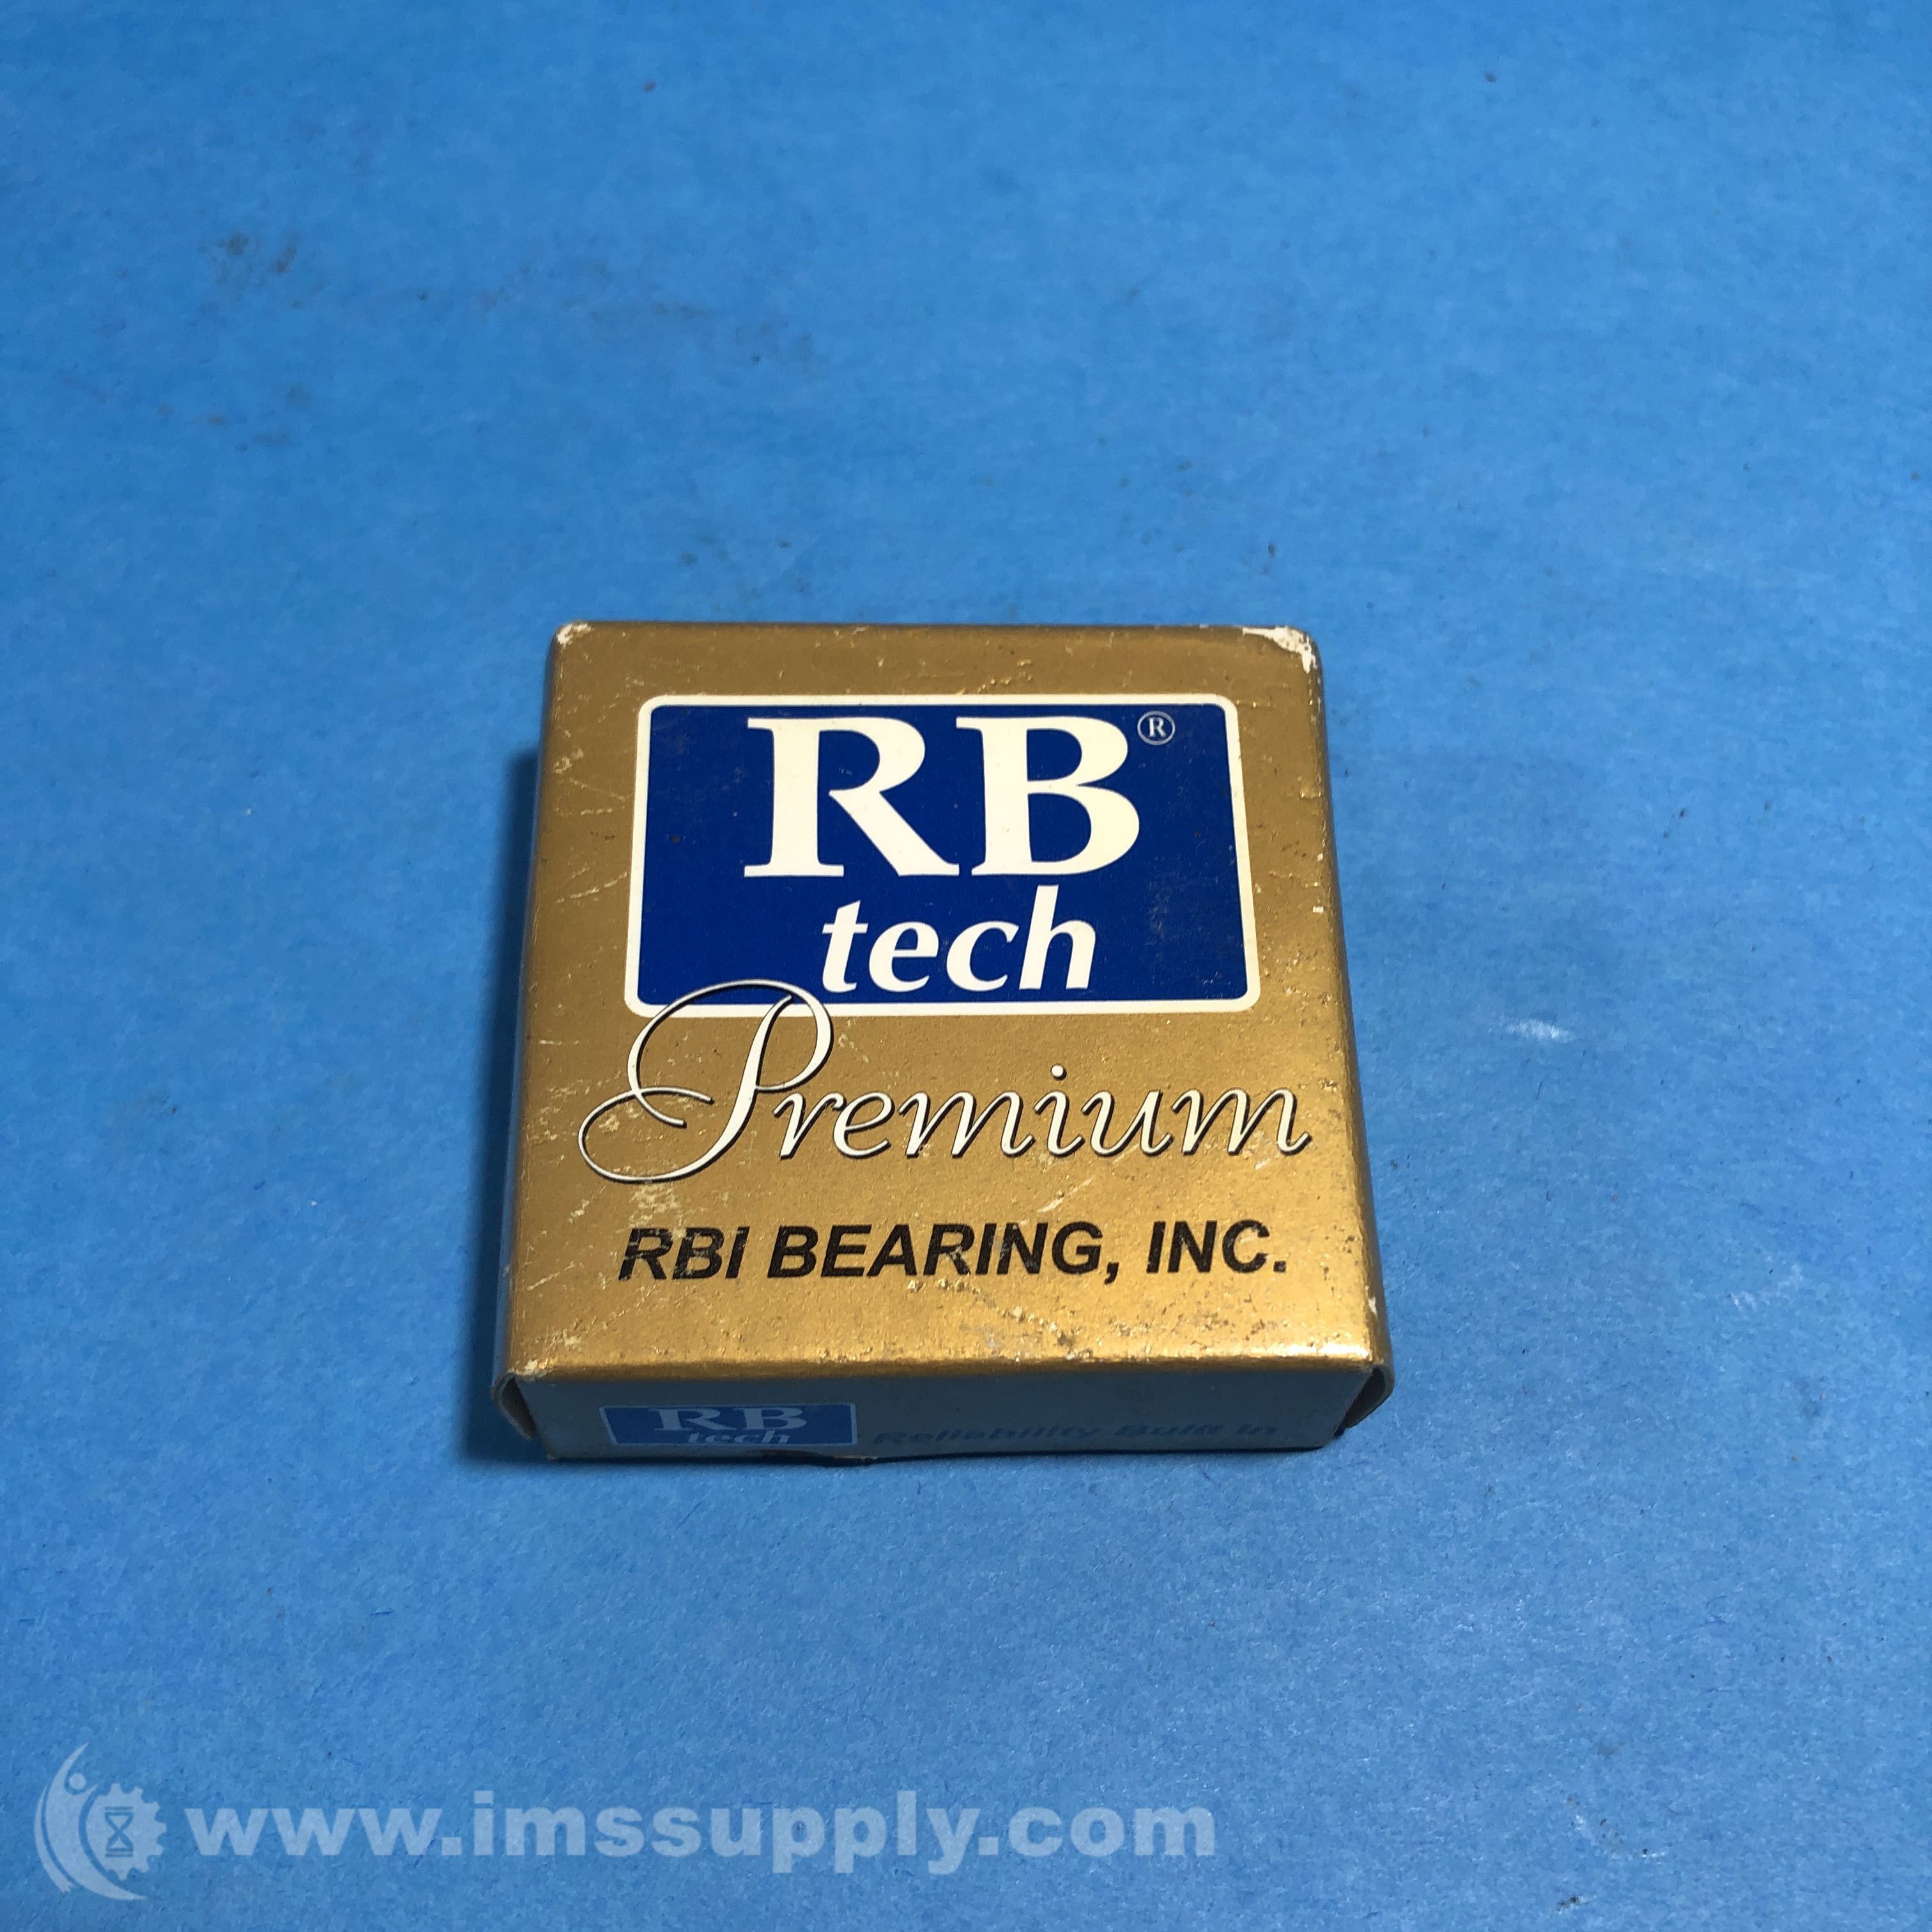 RB®
tech
Premium
RBI BEARING, INC.
RB
tech
Reliability Built In
www.imssupply.com